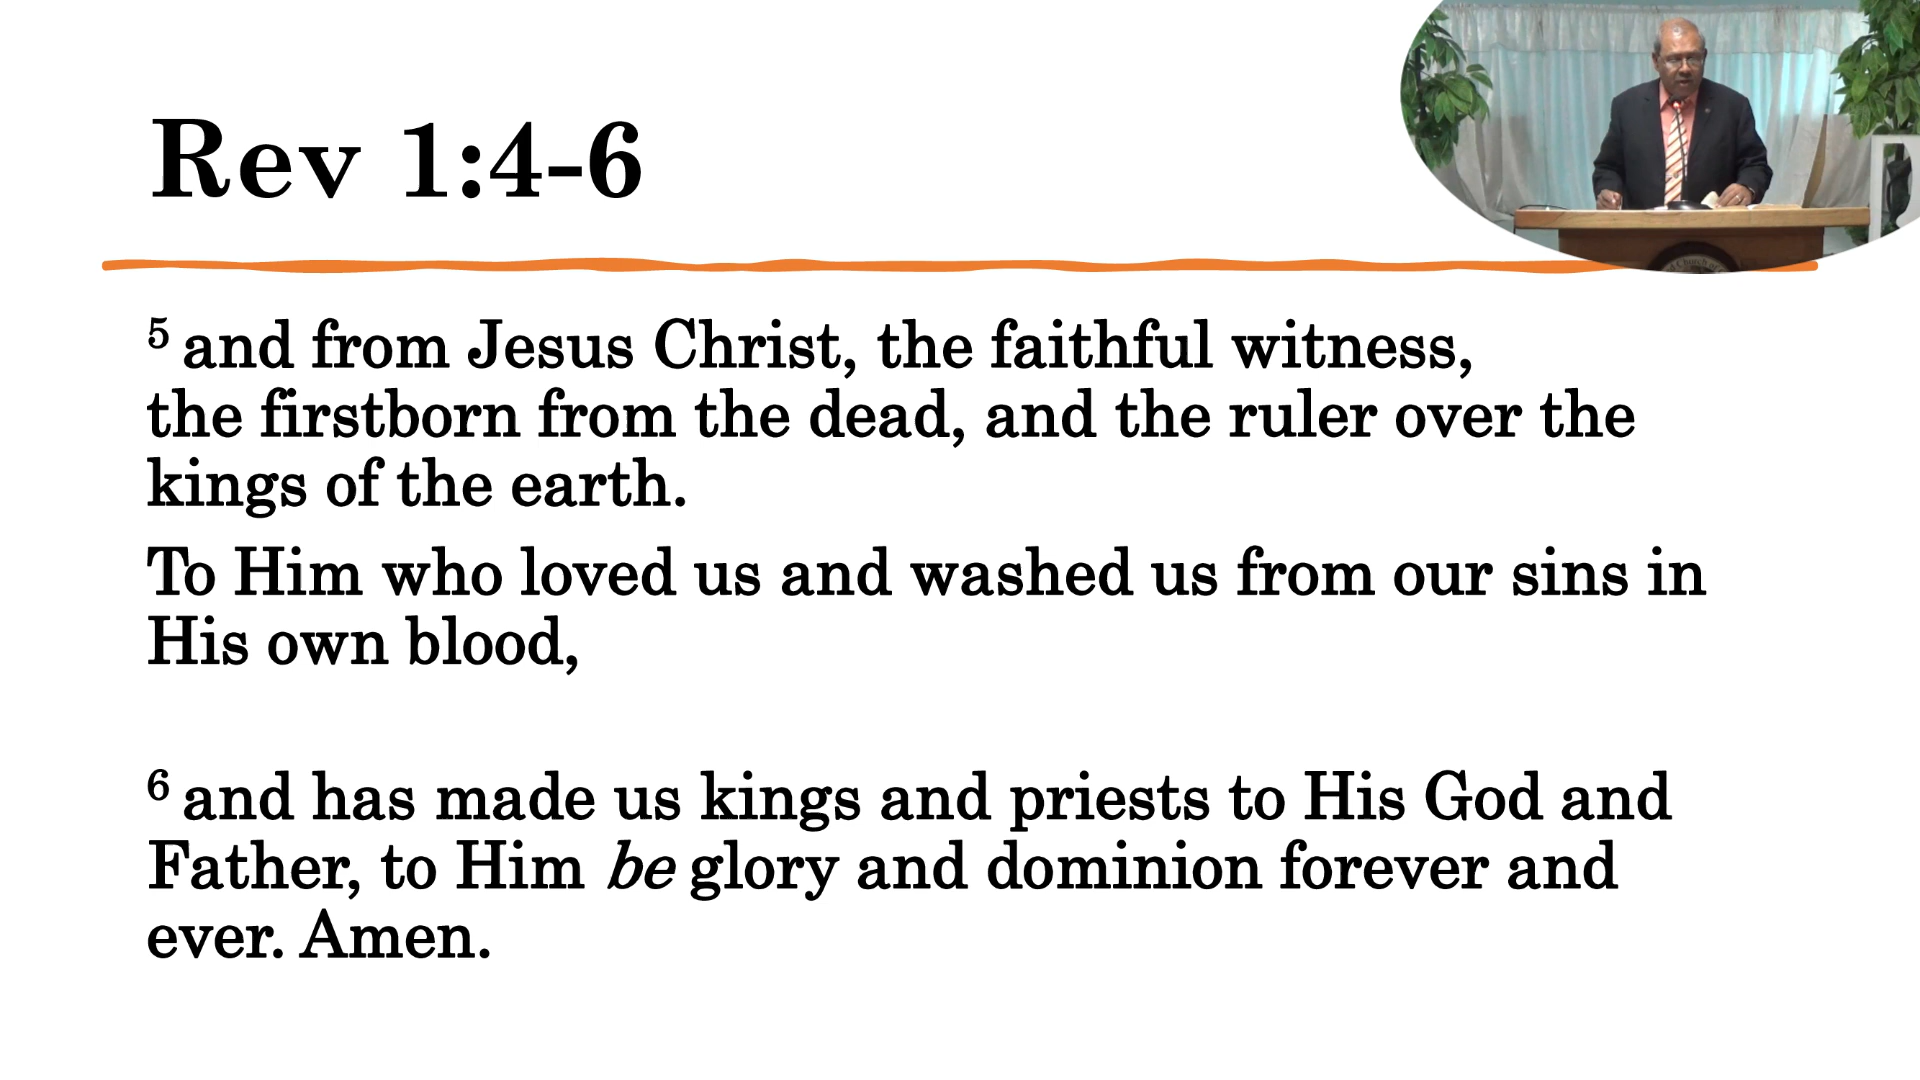 Rev 1:4-6
5 and from Jesus Christ, the faithful witness,
the firstborn from the dead, and the ruler over the
kings of the earth.
To Him who loved us and washed us from our sins in
His own blood,
6 and has made us kings and priests to His God and
Father, to Him be glory and dominion forever and
ever. Amen.
Church of